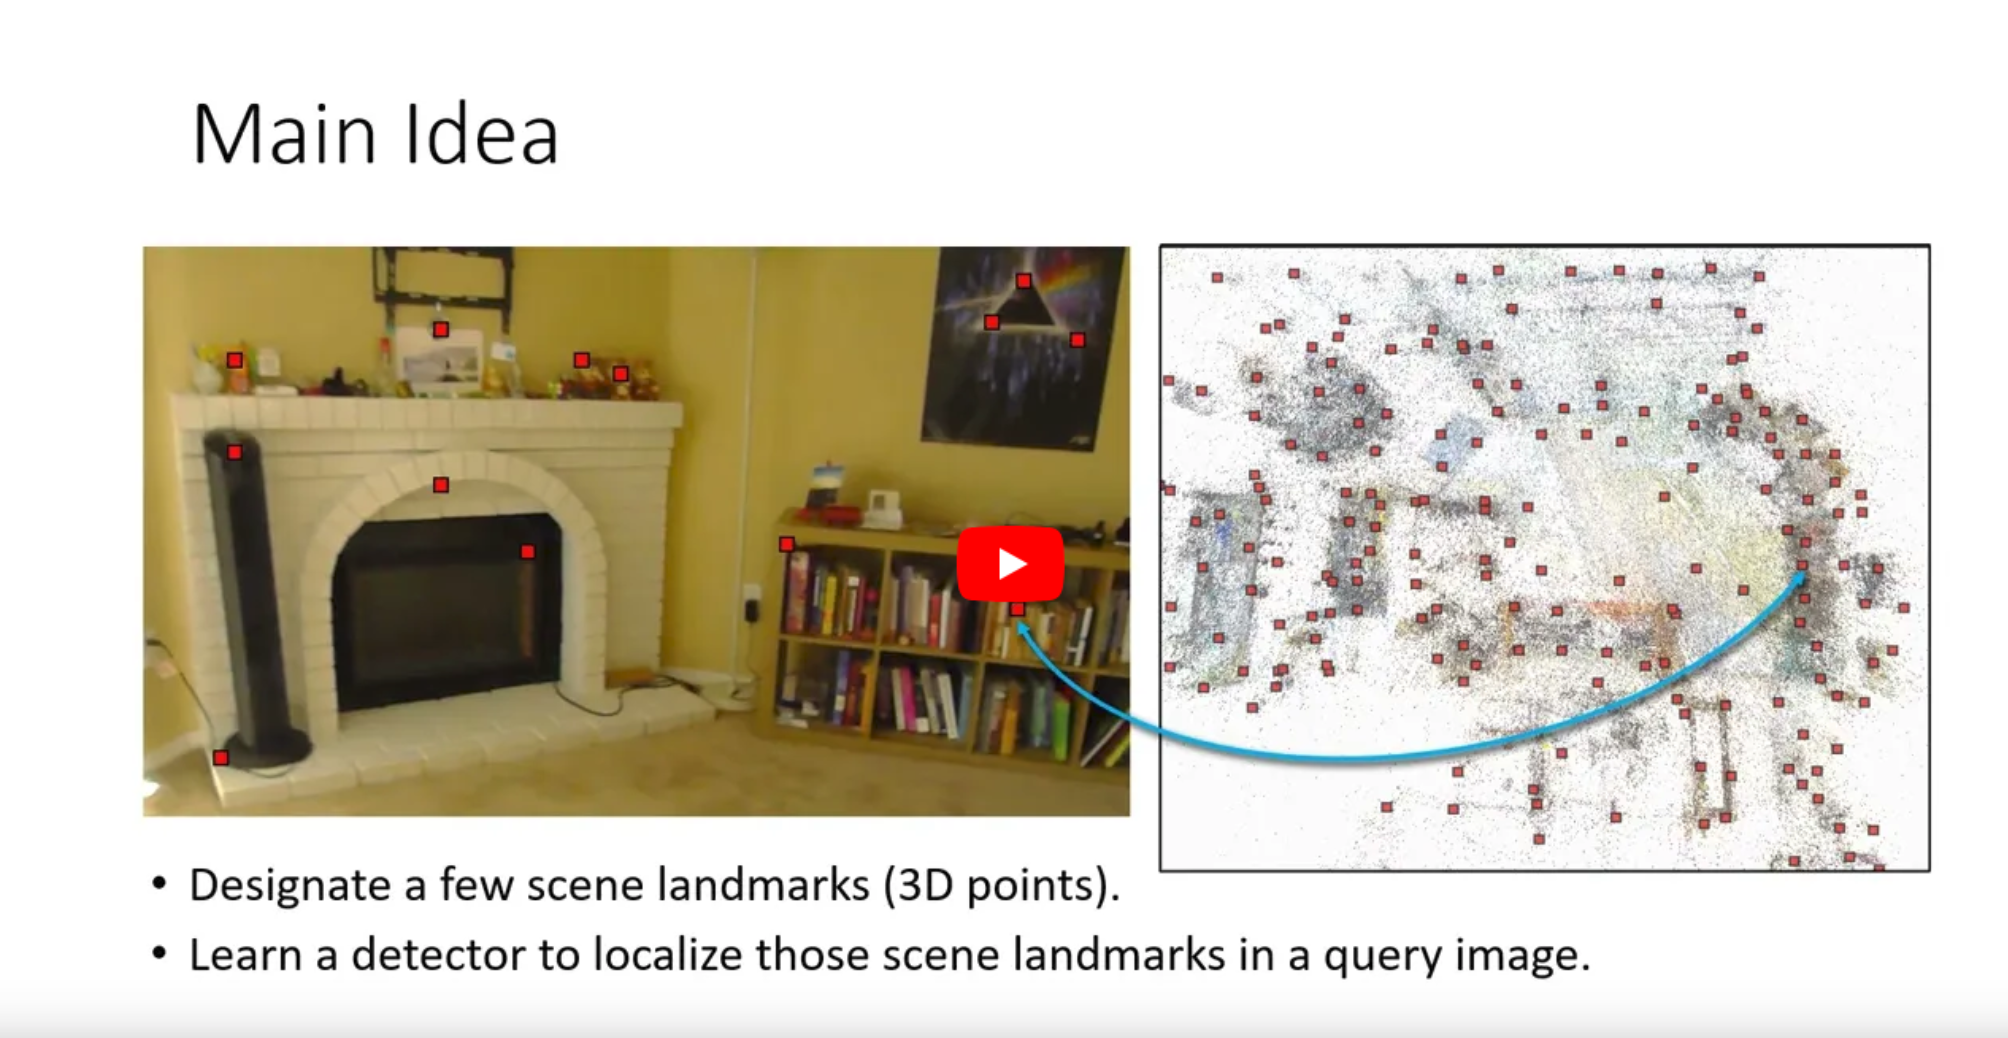 Main Idea
• Designate a few scene landmarks (3D points).
• Learn a detector to localize those scene landmarks in a query image.